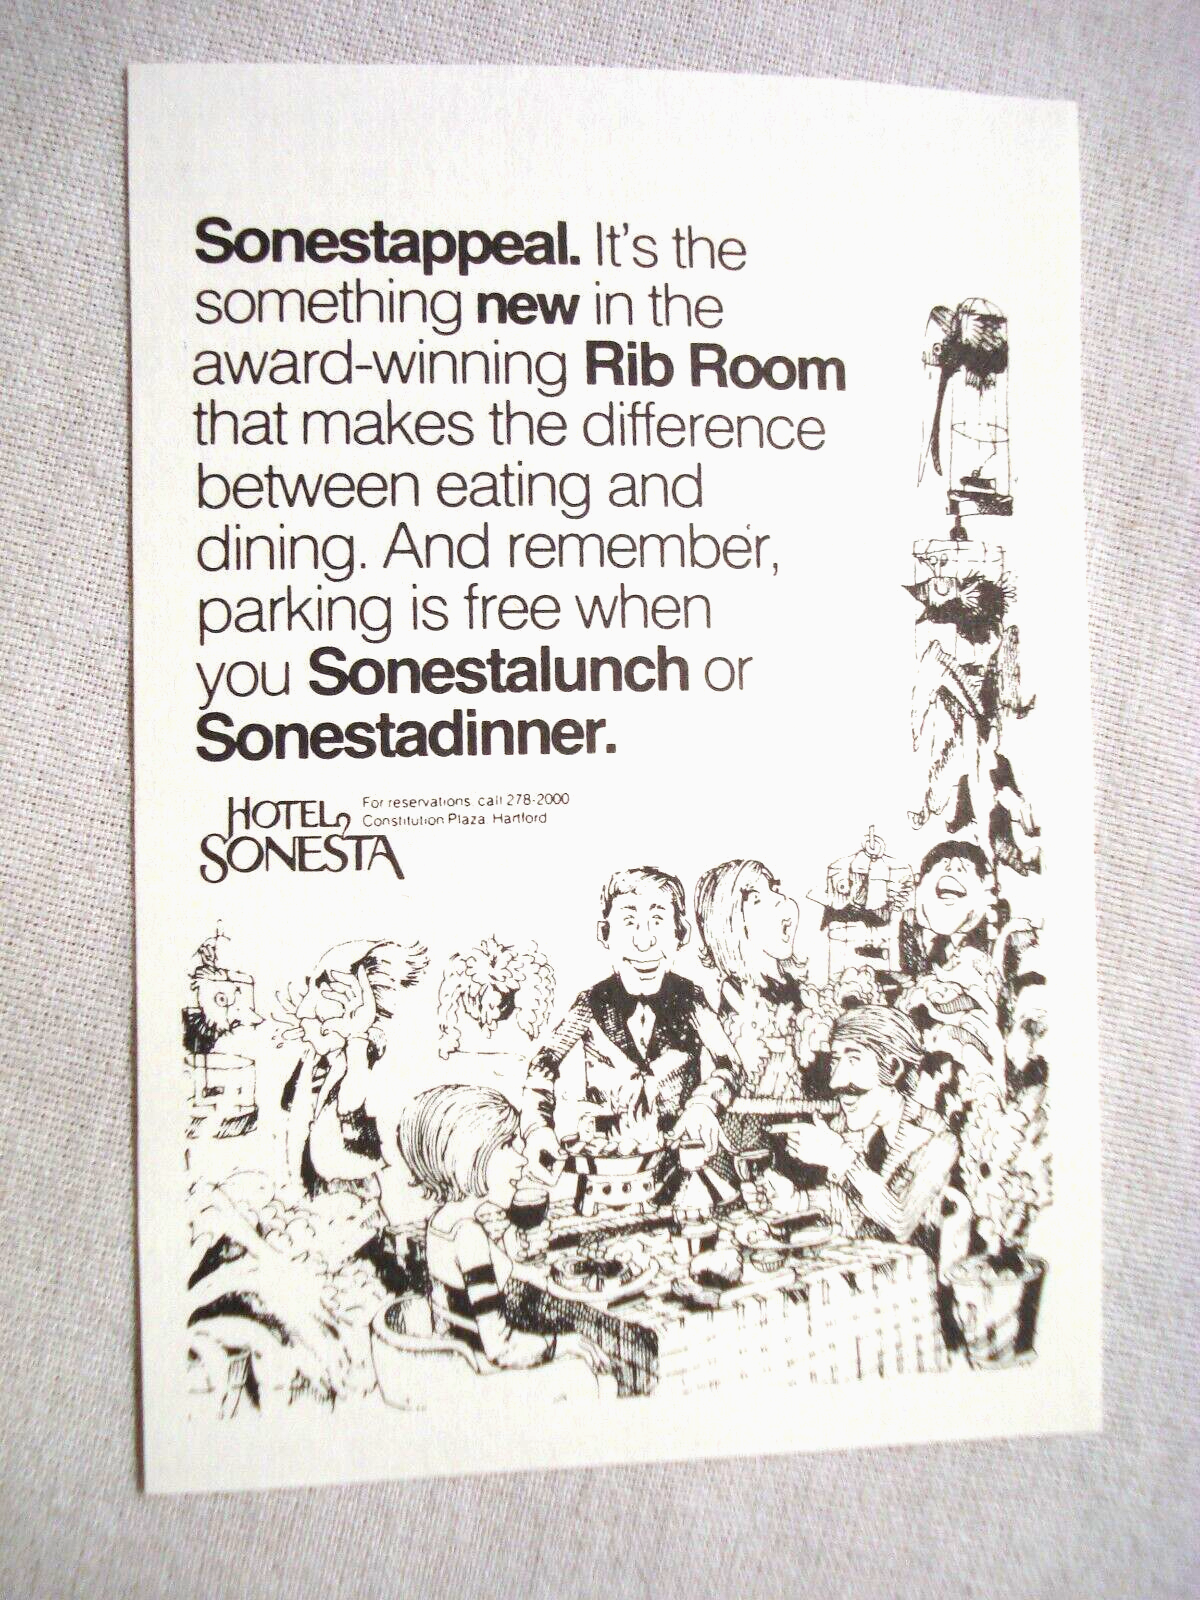 Sonestappeal. It's the
something new in the
award-winning Rib Room
that makes the difference
between eating and
dining. And remember,
parking is free when
you Sonestalunch or
Sonestadinner.
HOTEL
SONESTA
For reservations, call 278-2000
Constitution Plaza, Hartford